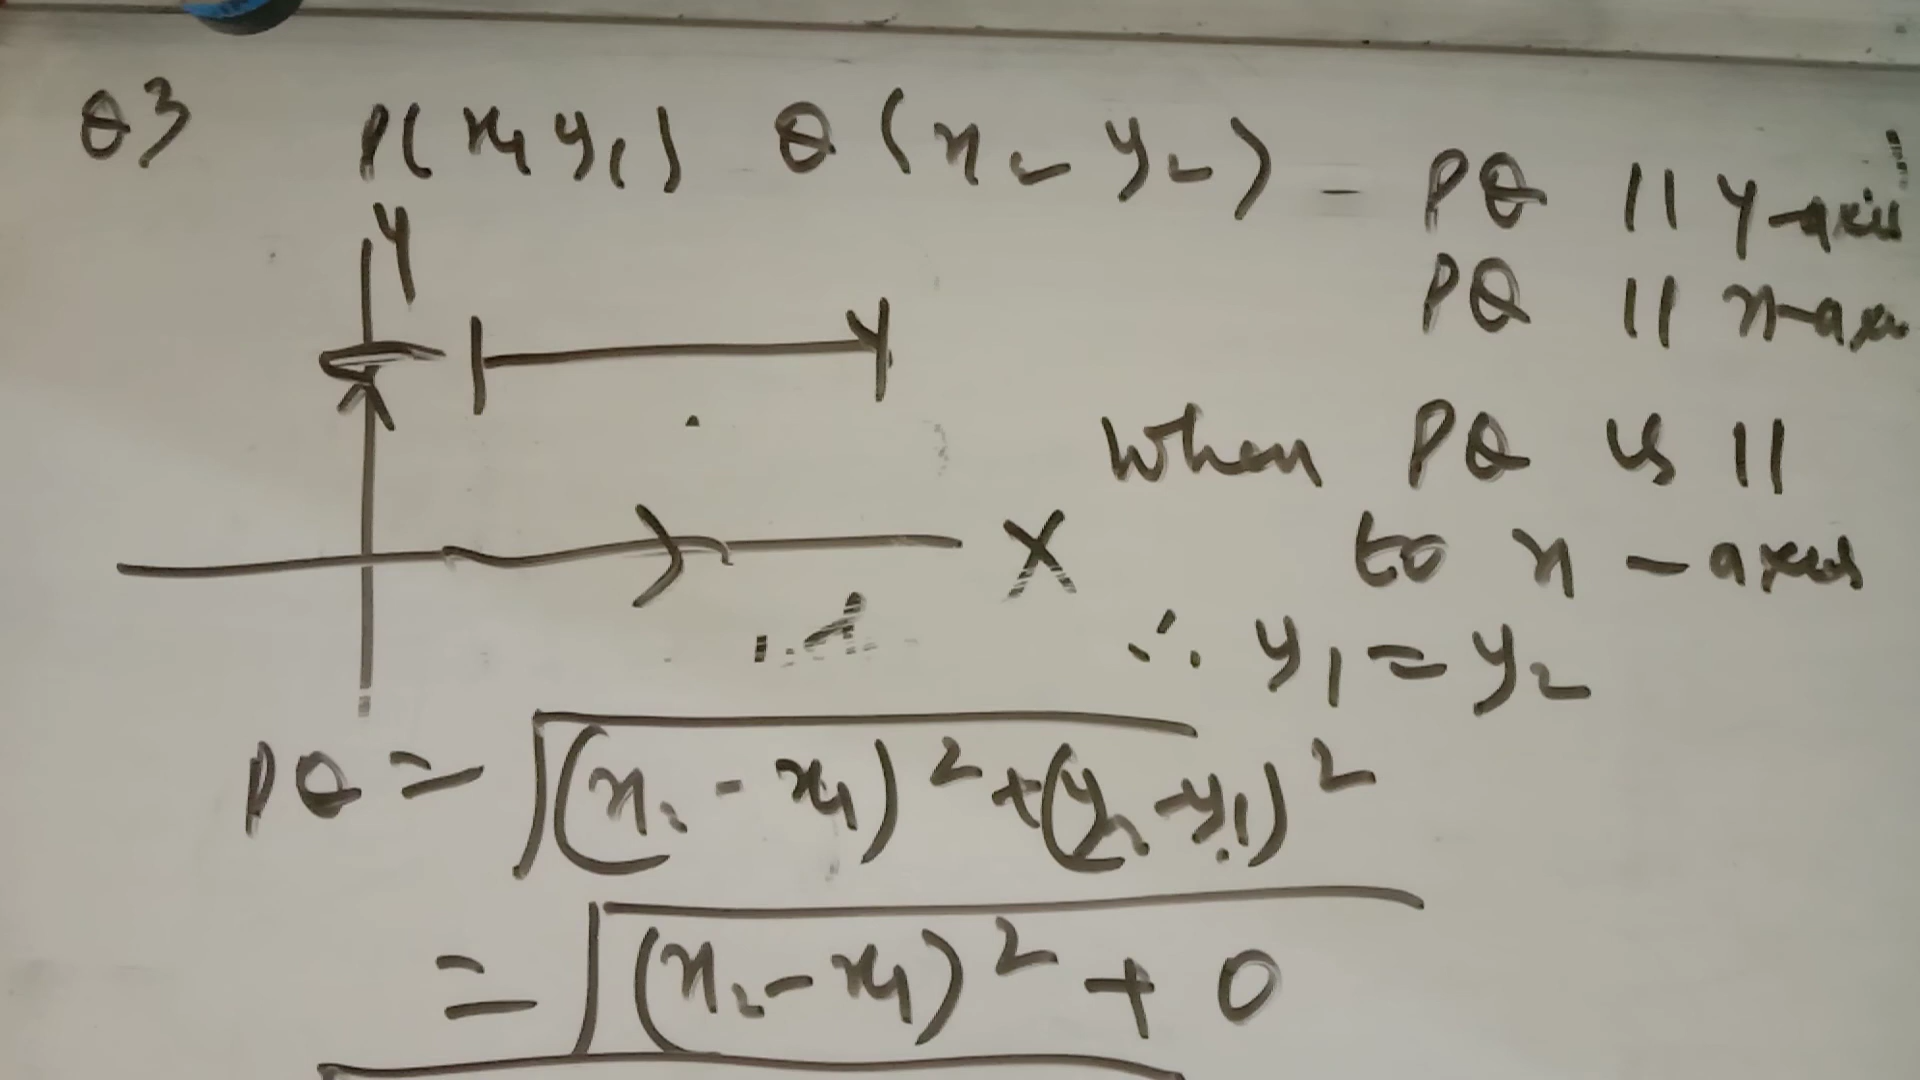 Q3 P(x₁ y₁) Q(x₂ y₂) - PQ || y-axis
PQ || x-axis
Y
When PQ is ||
to x-axis
X
∴ y₁ = y₂
PQ = √(x₂ - x₁)² + (y₂ - y₁)²
= √(x₂ - x₁)² + 0